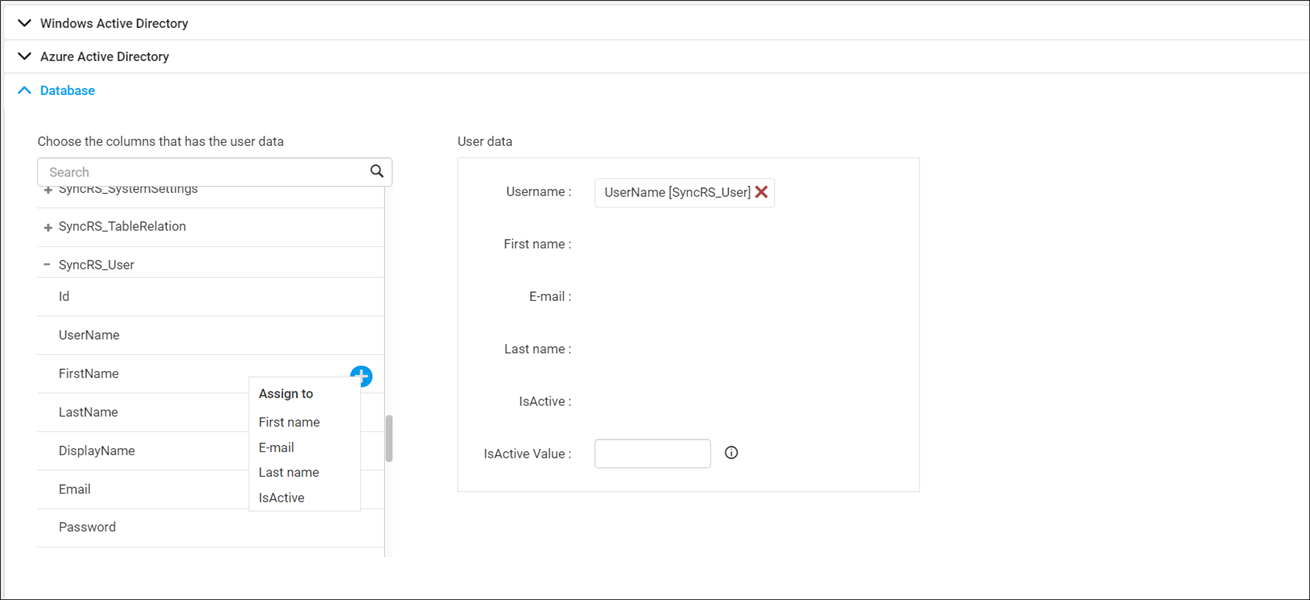 Windows Active Directory
Azure Active Directory
Database
Choose the columns that has the user data
Search
SyncRS_SystemSettings
SyncRS_TableRelation
SyncRS_User
Id
UserName
FirstName
LastName
DisplayName
Email
Password
Assign to
First name
E-mail
Last name
IsActive
User data
Username :
UserName [SyncRS_User]
First name :
E-mail :
Last name :
IsActive :
IsActive Value :